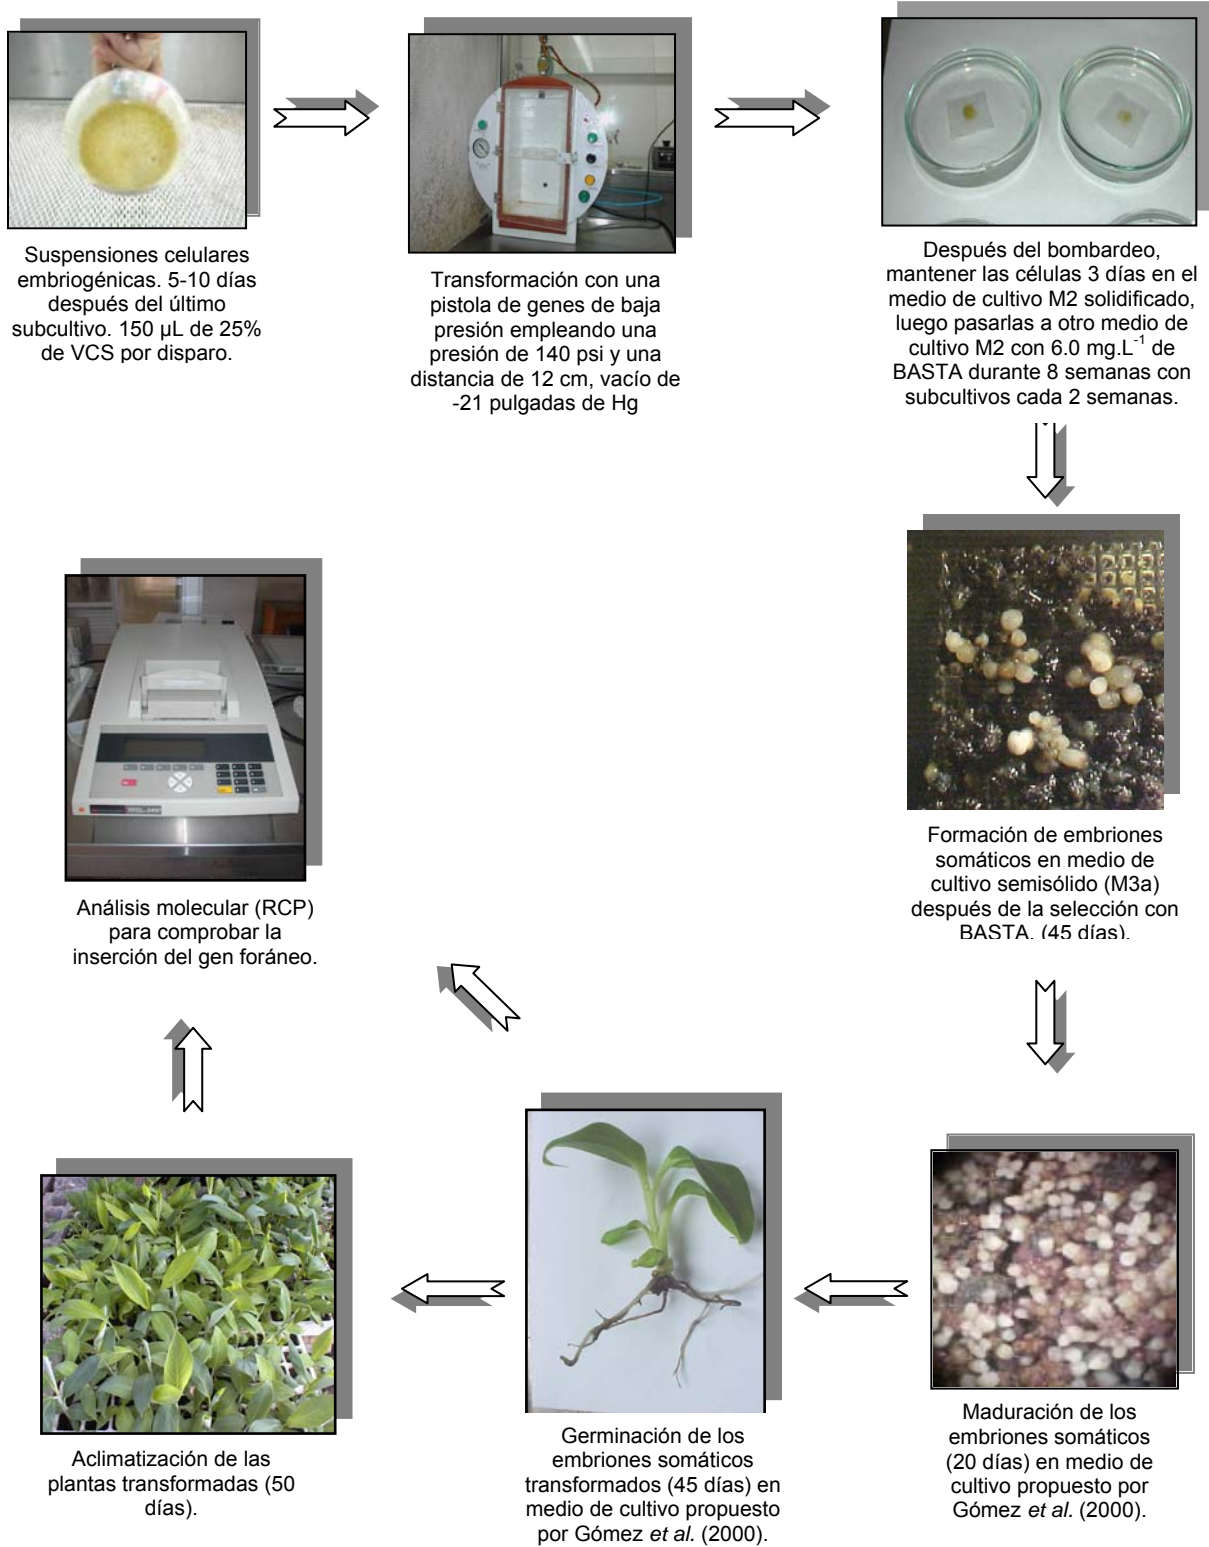 Suspensiones celulares
embriogénicas. 5-10 días
después del último
subcultivo. 150 µL de 25%
de VCS por disparo.
Transformación con una
pistola de genes de baja
presión empleando una
presión de 140 psi y una
distancia de 12 cm, vacío de
-21 pulgadas de Hg
Después del bombardeo,
mantener las células 3 días en el
medio de cultivo M2 solidificado,
luego pasarlas a otro medio de
cultivo M2 con 6.0 mg.L⁻¹ de
BASTA durante 8 semanas con
subcultivos cada 2 semanas.
Formación de embriones
somáticos en medio de
cultivo semisólido (M3a)
después de la selección con
BASTA. (45 días).
Maduración de los
embriones somáticos
(20 días) en medio de
cultivo propuesto por
Gómez et al. (2000).
Germinación de los
embriones somáticos
transformados (45 días) en
medio de cultivo propuesto
por Gómez et al. (2000).
Aclimatización de las
plantas transformadas (50
días).
Análisis molecular (RCP)
para comprobar la
inserción del gen foráneo.